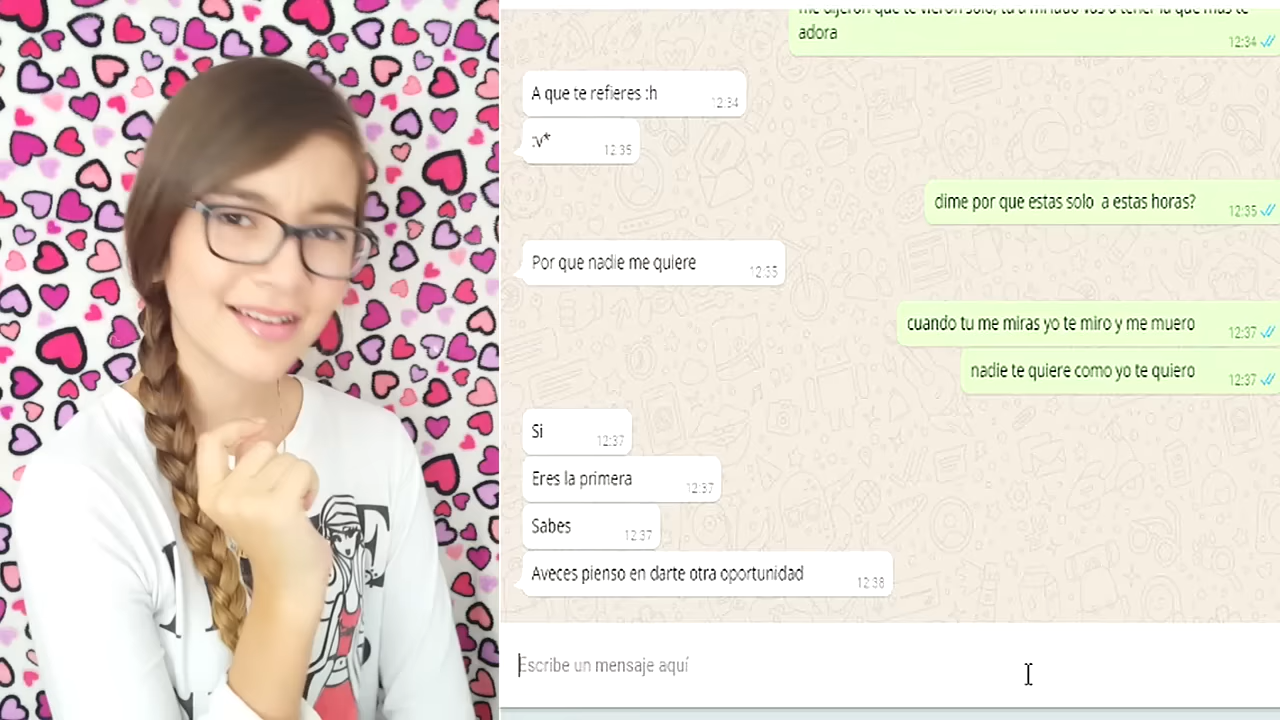 adora
12:34
A que te refieres :h
12:34
:v*
12:35
dime por que estas solo a estas horas?
12:35
Por que nadie me quiere
12:35
cuando tu me miras yo te miro y me muero
12:37
nadie te quiere como yo te quiero
12:37
Si
12:37
Eres la primera
12:37
Sabes
12:37
Aveces pienso en darte otra oportunidad
12:38
Escribe un mensaje aquí